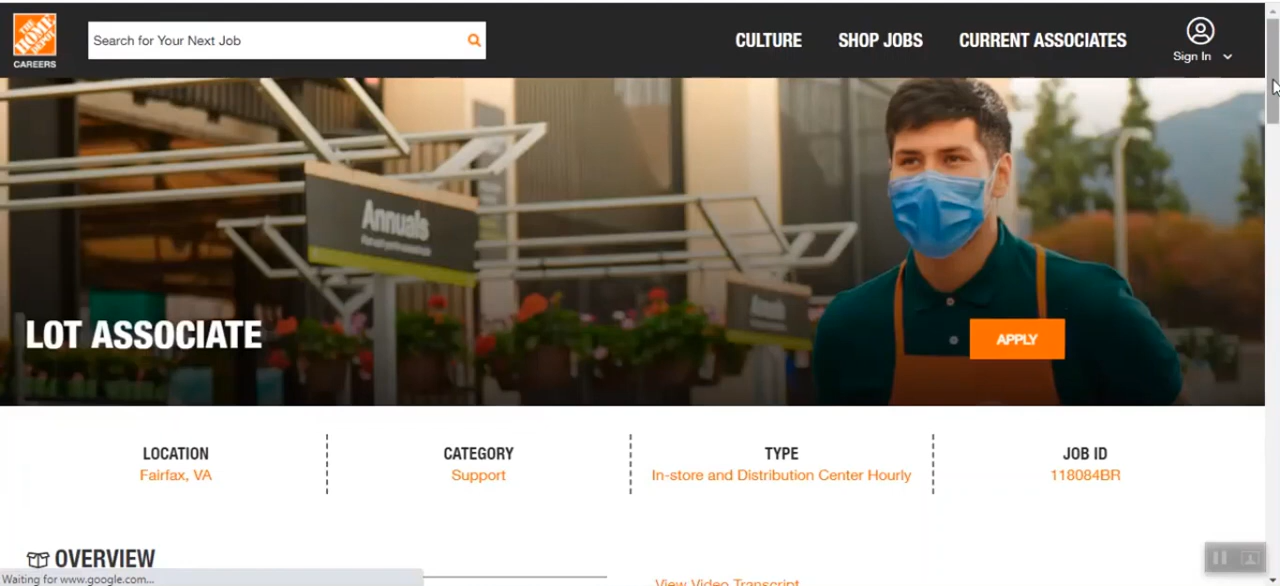 THE HOME DEPOT
CAREERS
Search for Your Next Job
CULTURE
SHOP JOBS
CURRENT ASSOCIATES
Sign In
Annuals
Annuals
LOT ASSOCIATE
APPLY
LOCATION
Fairfax, VA
CATEGORY
Support
TYPE
In-store and Distribution Center Hourly
JOB ID
118084BR
OVERVIEW
View Video Transcript
Waiting for www.google.com...